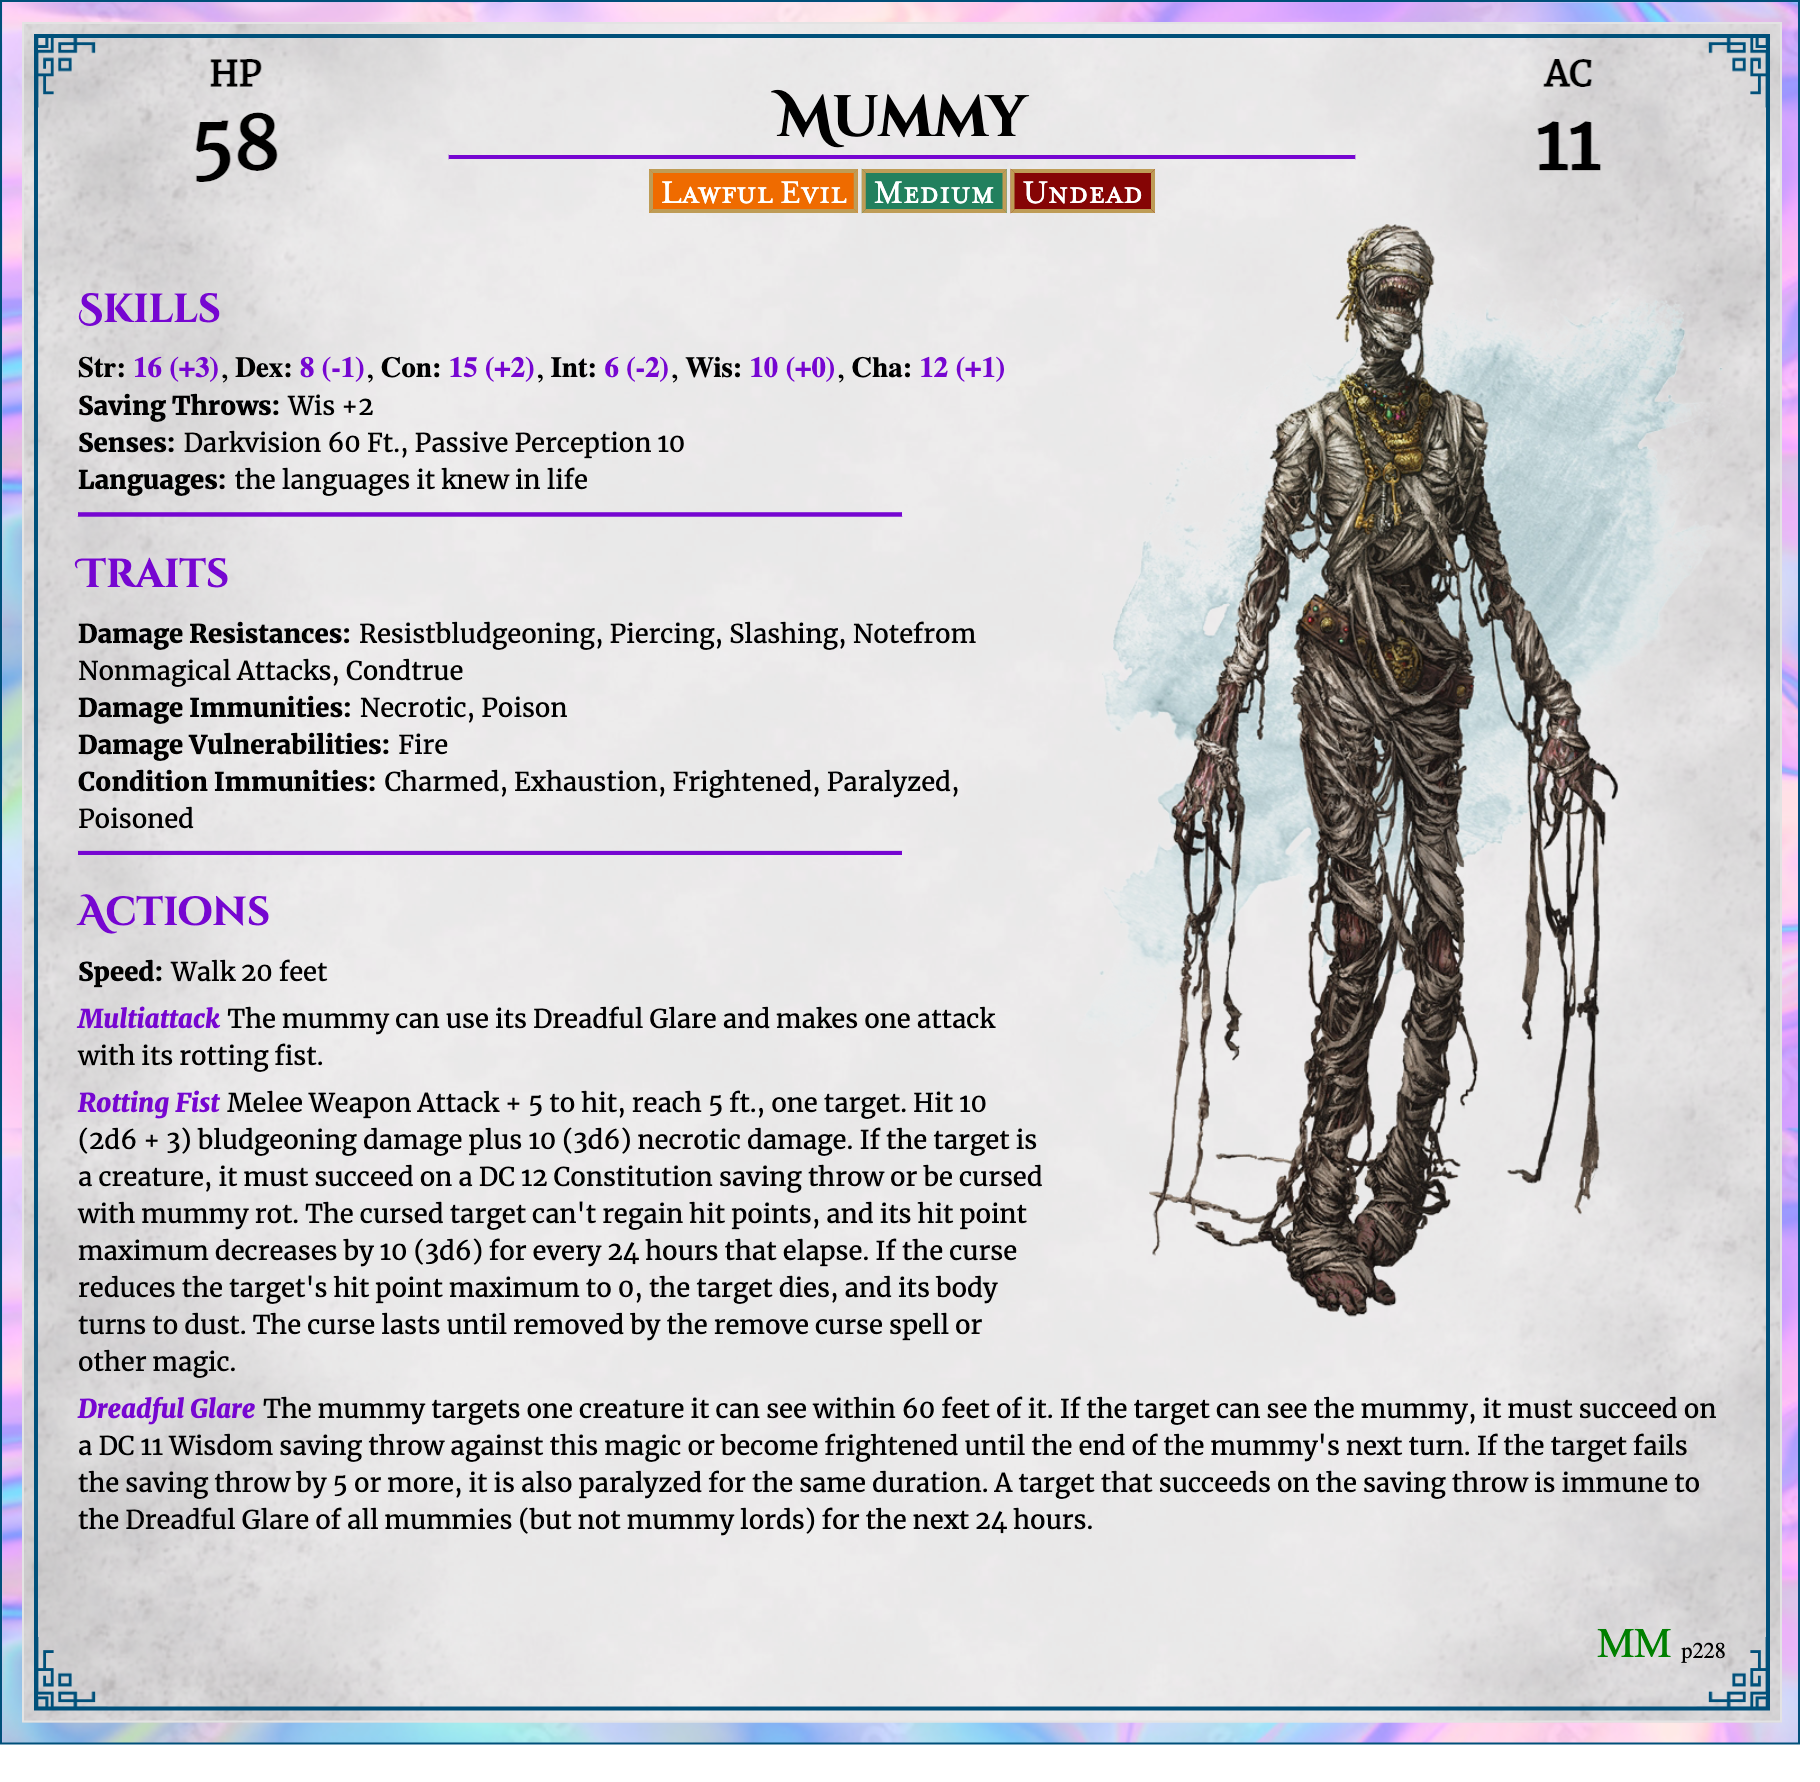 HP
58
Mummy
AC
11
Lawful Evil Medium Undead
Skills
Str: 16 (+3), Dex: 8 (-1), Con: 15 (+2), Int: 6 (-2), Wis: 10 (+0), Cha: 12 (+1)
Saving Throws: Wis +2
Senses: Darkvision 60 Ft., Passive Perception 10
Languages: the languages it knew in life
Traits
Damage Resistances: Resistbludgeoning, Piercing, Slashing, Notefrom
Nonmagical Attacks, Condtrue
Damage Immunities: Necrotic, Poison
Damage Vulnerabilities: Fire
Condition Immunities: Charmed, Exhaustion, Frightened, Paralyzed,
Poisoned
Actions
Speed: Walk 20 feet
Multiattack The mummy can use its Dreadful Glare and makes one attack
with its rotting fist.
Rotting Fist Melee Weapon Attack + 5 to hit, reach 5 ft., one target. Hit 10
(2d6 + 3) bludgeoning damage plus 10 (3d6) necrotic damage. If the target is
a creature, it must succeed on a DC 12 Constitution saving throw or be cursed
with mummy rot. The cursed target can't regain hit points, and its hit point
maximum decreases by 10 (3d6) for every 24 hours that elapse. If the curse
reduces the target's hit point maximum to 0, the target dies, and its body
turns to dust. The curse lasts until removed by the remove curse spell or
other magic.
Dreadful Glare The mummy targets one creature it can see within 60 feet of it. If the target can see the mummy, it must succeed on
a DC 11 Wisdom saving throw against this magic or become frightened until the end of the mummy's next turn. If the target fails
the saving throw by 5 or more, it is also paralyzed for the same duration. A target that succeeds on the saving throw is immune to
the Dreadful Glare of all mummies (but not mummy lords) for the next 24 hours.
MM p228